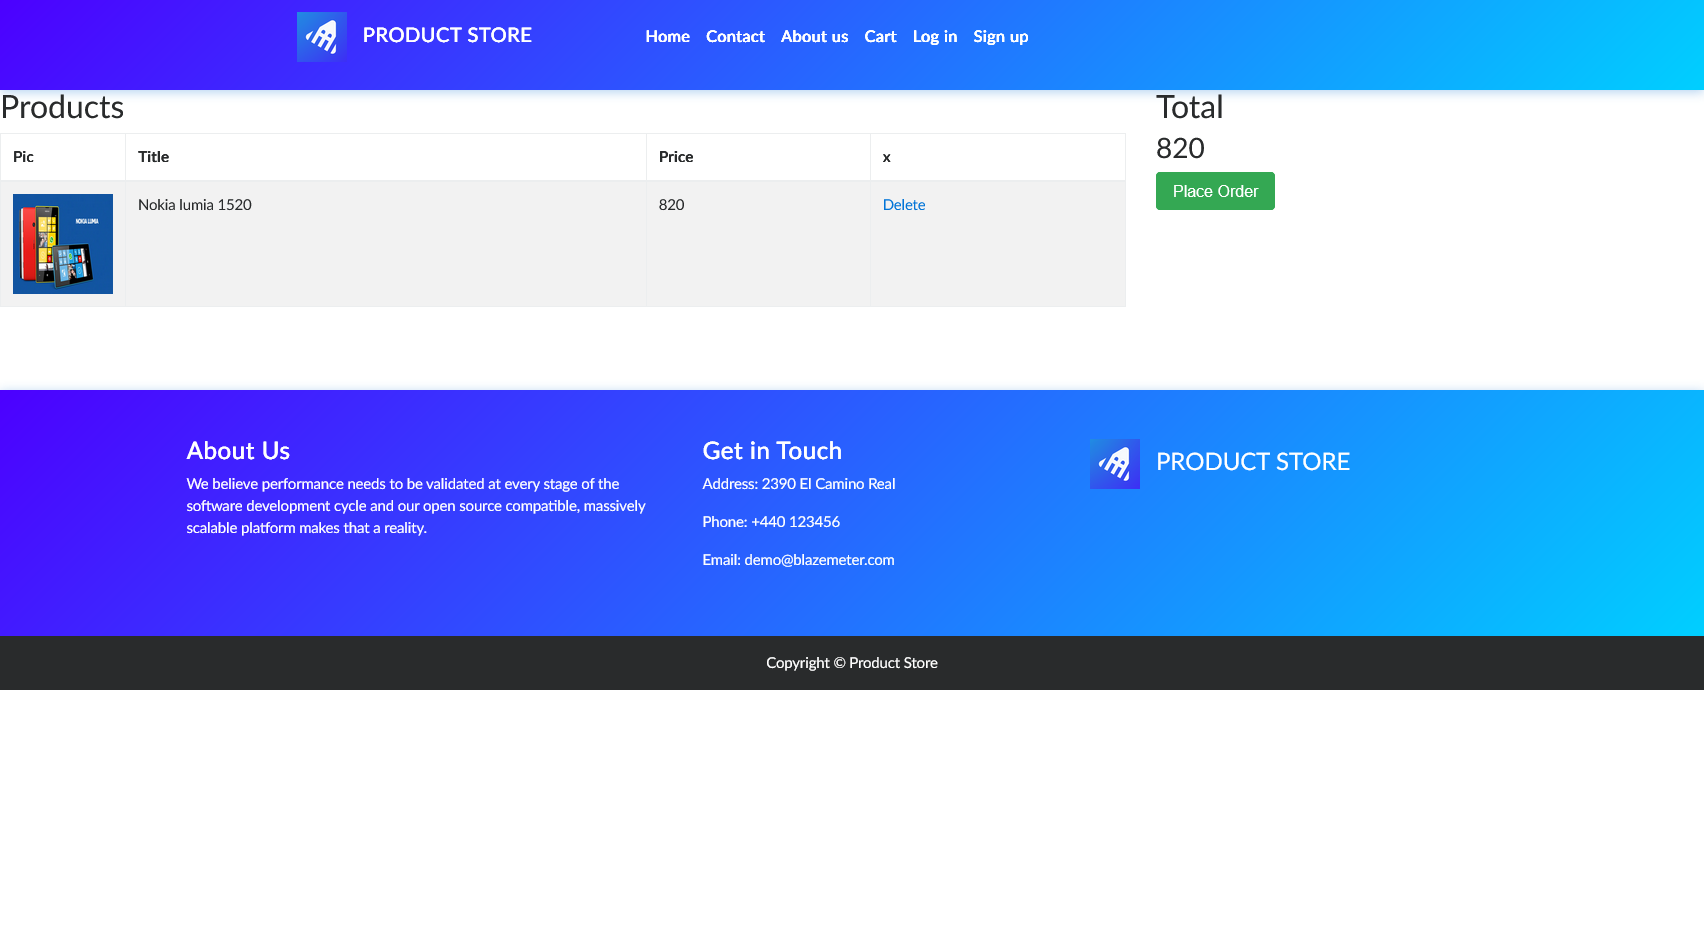 PRODUCT STORE
Home Contact About us Cart Log in Sign up
Products
Pic Title Price x
NOKIA LUMIA
Nokia lumia 1520 820 Delete
Total
820
Place Order
About Us
We believe performance needs to be validated at every stage of the
software development cycle and our open source compatible, massively
scalable platform makes that a reality.
Get in Touch
Address: 2390 El Camino Real
Phone: +440 123456
Email: demo@blazemeter.com
PRODUCT STORE
Copyright © Product Store